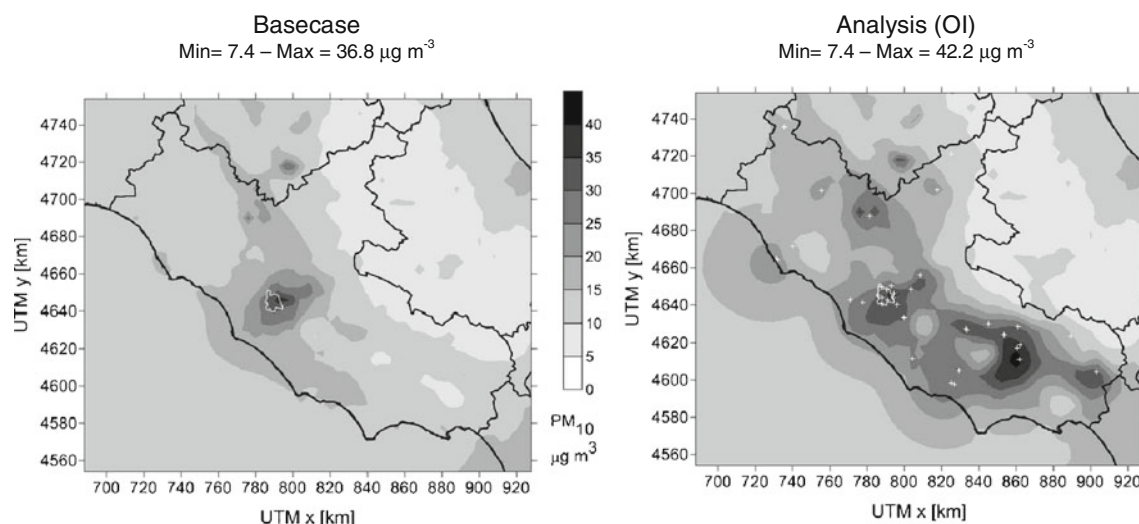 Basecase
Min= 7.4 – Max = 36.8 µg m⁻³
4740
4720
4700
4680
4660
4640
4620
4600
4580
4560
UTM y [km]
700 720 740 760 780 800 820 840 860 880 900 920
UTM x [km]
40
35
30
25
20
15
10
5
0
PM₁₀
µg m³
Analysis (OI)
Min= 7.4 – Max = 42.2 µg m⁻³
4740
4720
4700
4680
4660
4640
4620
4600
4580
4560
UTM y [km]
700 720 740 760 780 800 820 840 860 880 900 920
UTM x [km]